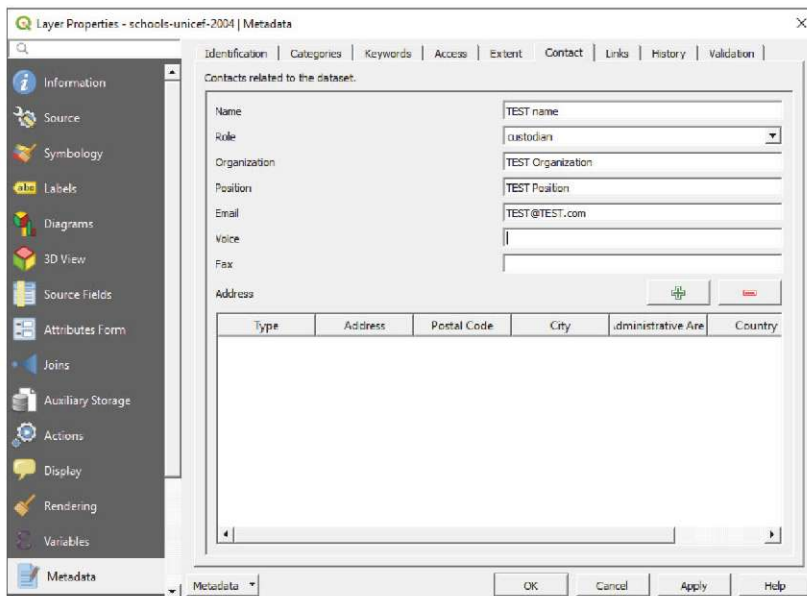 Layer Properties - schools-unicef-2004 | Metadata
Information
Source
Symbology
abc Labels
Diagrams
3D View
Source Fields
Attributes Form
Joins
Auxiliary Storage
Actions
Display
Rendering
Variables
Metadata
Identification Categories Keywords Access Extent Contact Links History Validation
Contacts related to the dataset.
Name TEST name
Role custodian
Organization TEST Organization
Position TEST Position
Email TEST@TEST.com
Voice
Fax
Address
Type Address Postal Code City dministrative Are Country
Metadata OK Cancel Apply Help